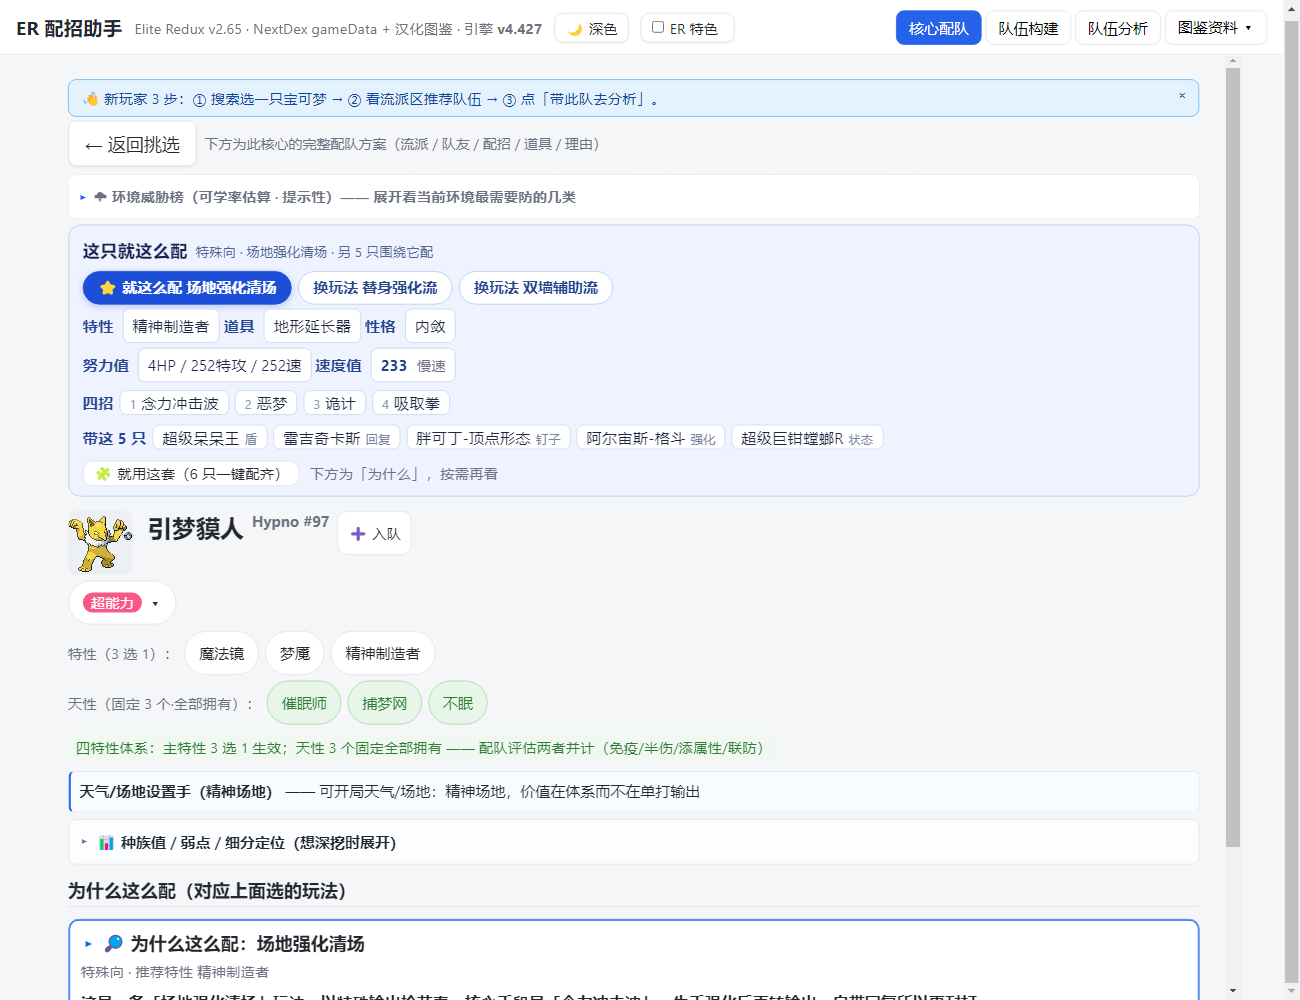 ER 配招助手 Elite Redux v2.65 · NextDex gameData + 汉化图鉴 · 引擎 v4.427 🌙 深色 ER 特色 核心配队 队伍构建 队伍分析 图鉴资料 ▾
👋 新玩家 3 步：① 搜索选一只宝可梦 → ② 看流派区推荐队伍 → ③ 点「带此队去分析」。 ×
← 返回挑选 下方为此核心的完整配队方案（流派 / 队友 / 配招 / 道具 / 理由）
▸ 🌩 环境威胁榜（可学率估算 · 提示性）—— 展开看当前环境最需要防的几类
这只就这么配 特殊向 · 场地强化清场 · 另 5 只围绕它配
⭐ 就这么配 场地强化清场 换玩法 替身强化流 换玩法 双墙辅助流
特性 精神制造者 道具 地形延长器 性格 内敛
努力值 4HP / 252特攻 / 252速 速度值 233 慢速
四招 1 念力冲击波 2 恶梦 3 诡计 4 吸取拳
带这 5 只 超级呆呆王 盾 雷吉奇卡斯 回复 胖可丁-顶点形态 钉子 阿尔宙斯-格斗 强化 超级巨钳螳螂R 状态
🧩 就用这套（6 只一键配齐） 下方为「为什么」，按需再看
引梦貘人 Hypno #97 ➕ 入队
超能力 ▾
特性（3 选 1）： 魔法镜 梦魇 精神制造者
天性（固定 3 个·全部拥有）： 催眠师 捕梦网 不眠
四特性体系：主特性 3 选 1 生效；天性 3 个固定全部拥有 —— 配队评估两者并计（免疫/半伤/添属性/联防）
天气/场地设置手（精神场地） —— 可开局天气/场地：精神场地，价值在体系而不在单打输出
▸ 📊 种族值 / 弱点 / 细分定位（想深挖时展开）
为什么这么配（对应上面选的玩法）
▸ 🔎 为什么这么配：场地强化清场
特殊向 · 推荐特性 精神制造者